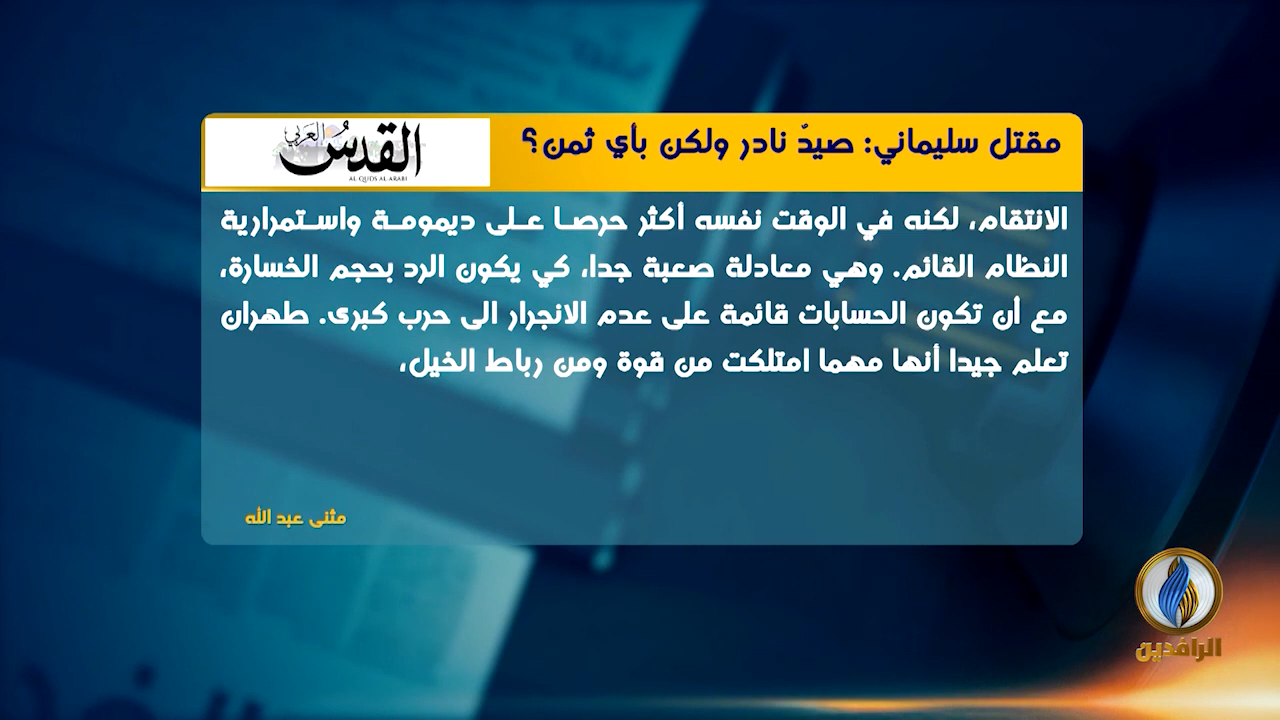 مقتل سليماني: صيدٌ نادر ولكن بأي ثمن؟
القدس العربي
AL QUDS AL ARABI
الانتقام، لكنه في الوقت نفسه أكثر حرصا على ديمومة واستمرارية
النظام القائم. وهي معادلة صعبة جدا، كي يكون الرد بحجم الخسارة،
مع أن تكون الحسابات قائمة على عدم الانجرار الى حرب كبرى. طهران
تعلم جيدا أنها مهما امتلكت من قوة ومن رباط الخيل،
مثنى عبد الله
الرافدين